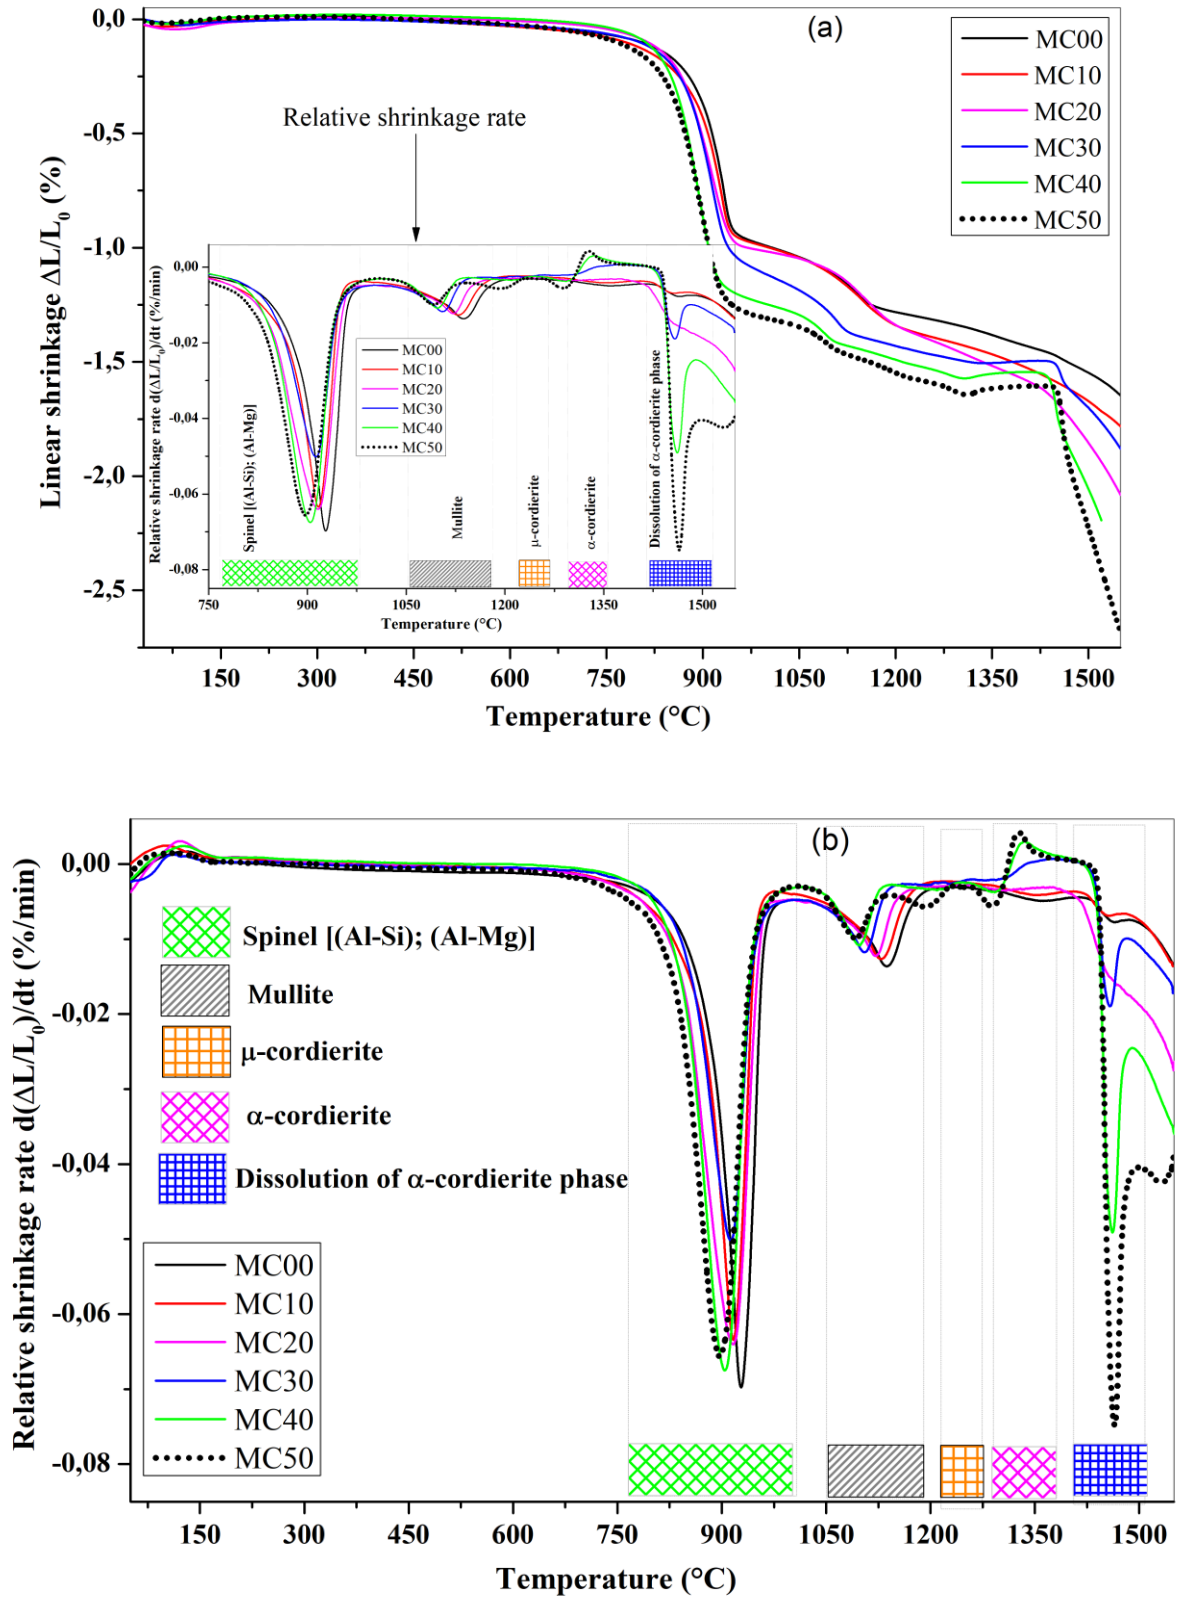 (a)
0,0
-0,5
-1,0
-1,5
-2,0
-2,5
Linear shrinkage ΔL/L₀ (%)
MC00
MC10
MC20
MC30
MC40
MC50
Relative shrinkage rate
0,00
-0,02
-0,04
-0,06
-0,08
Relative shrinkage rate d(ΔL/L₀)/dt (%/min)
MC00
MC10
MC20
MC30
MC40
MC50
Spinel [(Al-Si); (Al-Mg)]
Mullite
μ-cordierite
α-cordierite
Dissolution of α-cordierite phase
750 900 1050 1200 1350 1500
Temperature (°C)
150 300 450 600 750 900 1050 1200 1350 1500
Temperature (°C)
(b)
0,00
-0,02
-0,04
-0,06
-0,08
Relative shrinkage rate d(ΔL/L₀)/dt (%/min)
Spinel [(Al-Si); (Al-Mg)]
Mullite
μ-cordierite
α-cordierite
Dissolution of α-cordierite phase
MC00
MC10
MC20
MC30
MC40
MC50
150 300 450 600 750 900 1050 1200 1350 1500
Temperature (°C)